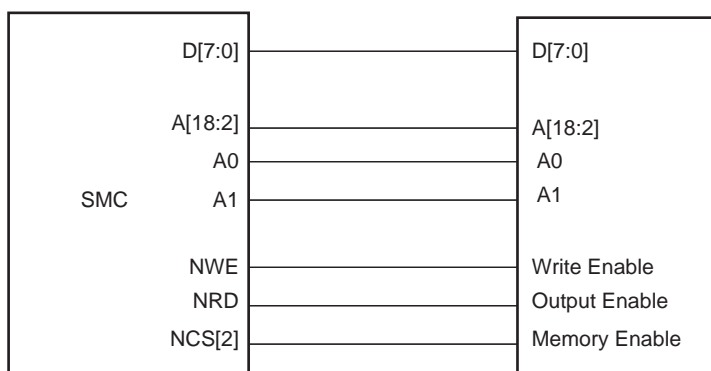 D[7:0] D[7:0]
A[18:2] A[18:2]
A0 A0
SMC A1 A1
NWE Write Enable
NRD Output Enable
NCS[2] Memory Enable